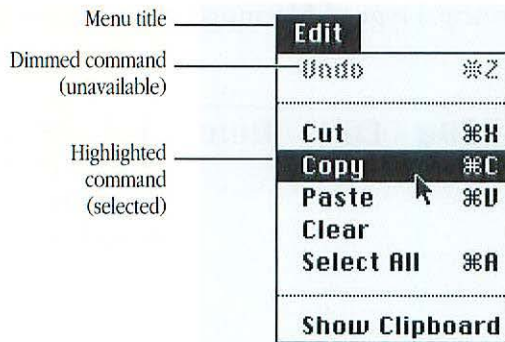 Menu title
Edit
Dimmed command
(unavailable)
Undo ⌘Z
Cut ⌘X
Highlighted
command
(selected)
Copy ⌘C
Paste ⌘V
Clear
Select All ⌘A
Show Clipboard